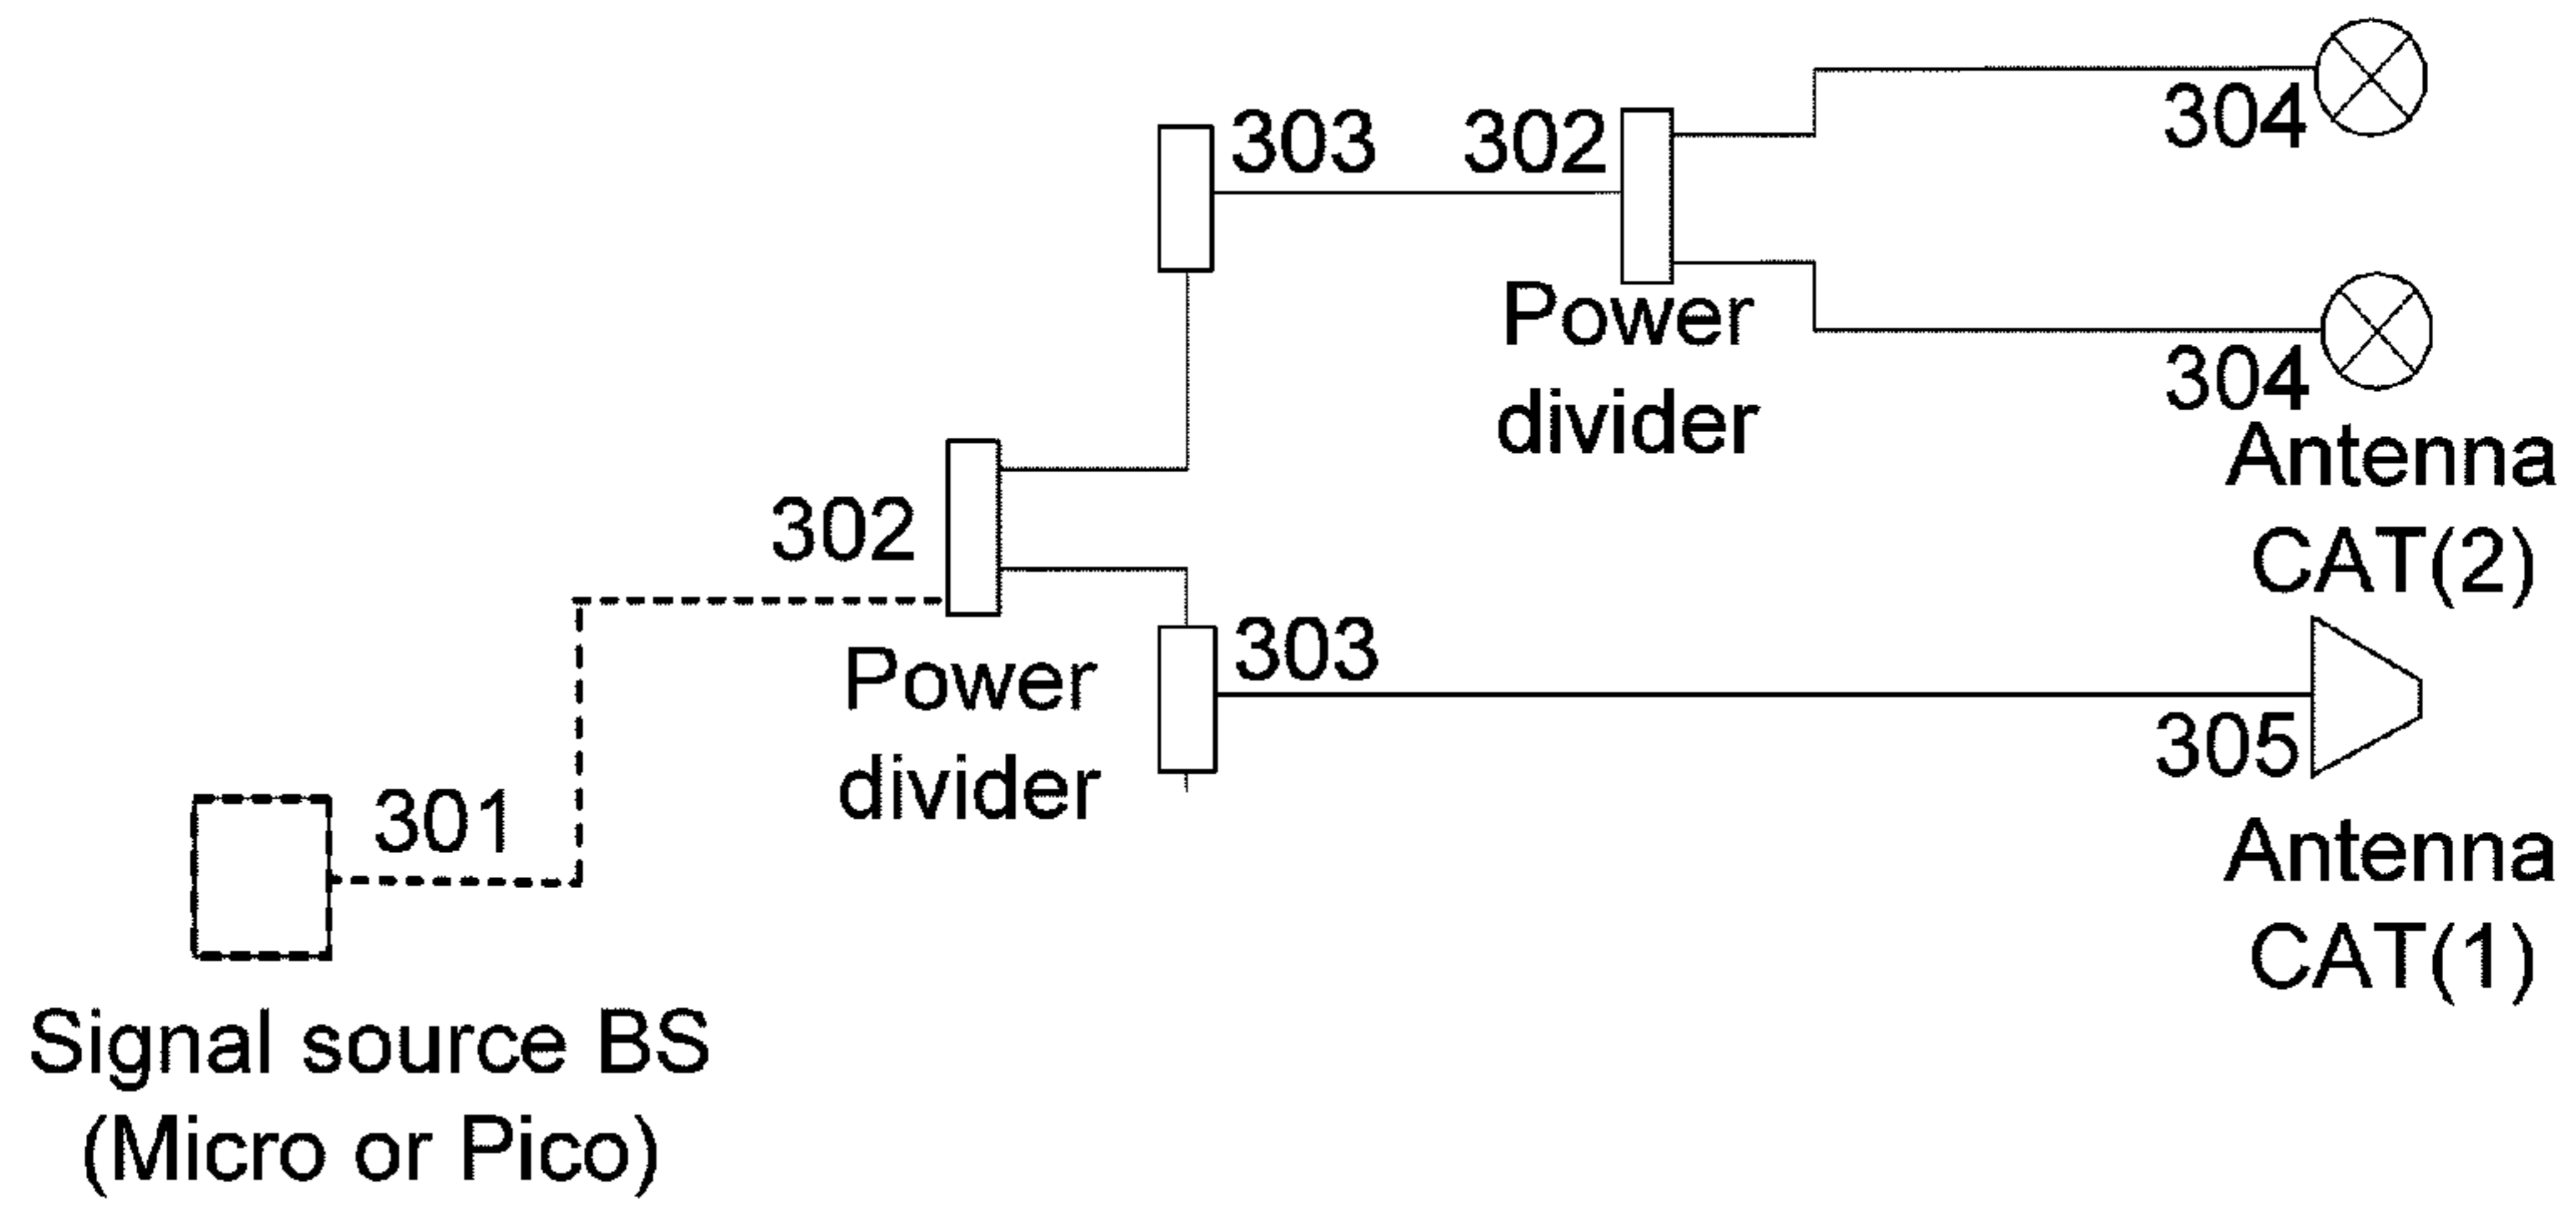 304
303
302
Power
divider
304
Antenna
CAT(2)
302
Power
divider
303
305
Antenna
CAT(1)
301
Signal source BS
(Micro or Pico)